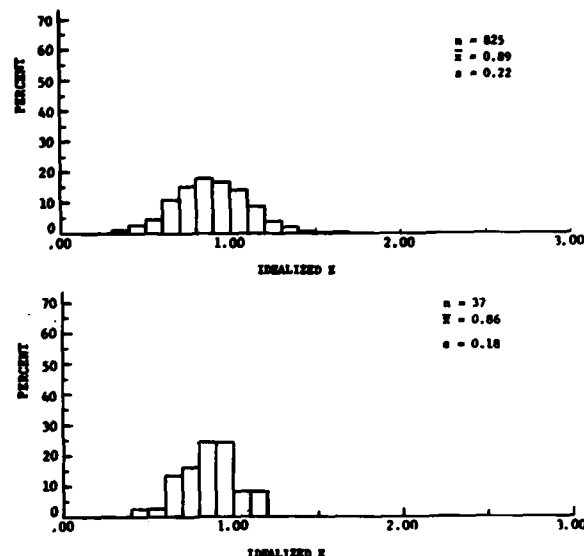 70
60
50
40
30
20
10
0
PERCENT
n = 825
x̄ = 0.89
s = 0.22
.00 1.00 2.00 3.00
IDEALIZED K
70
60
50
40
30
20
10
0
PERCENT
n = 37
x̄ = 0.86
s = 0.18
.00 1.00 2.00 3.00
IDEALIZED K